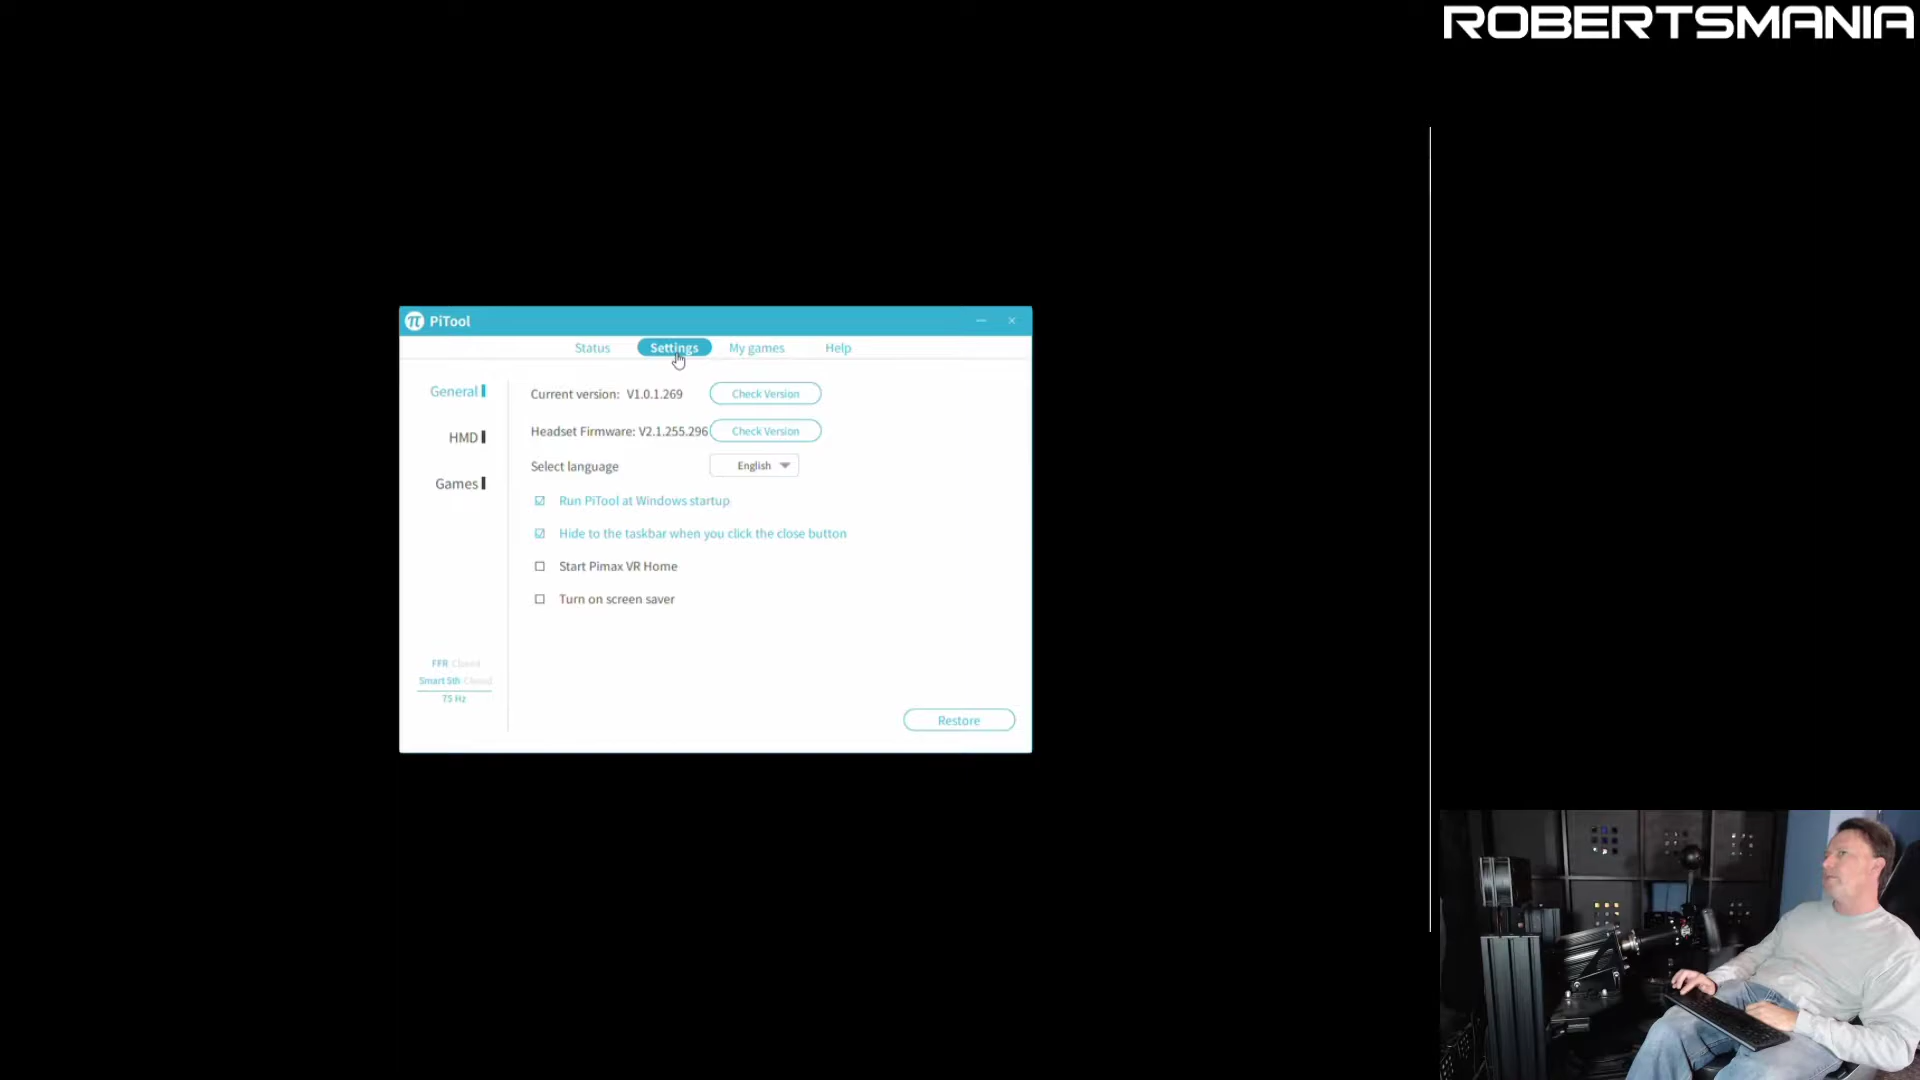 ROBERTSMANIA
PiTool
Status Settings My games Help
General
HMD
Games
Current version: V1.0.1.269 Check Version
Headset Firmware: V2.1.255.296 Check Version
Select language English
Run PiTool at Windows startup
Hide to the taskbar when you click the close button
Start Pimax VR Home
Turn on screen saver
FFR Closed
Smart Sth Closed
75 Hz
Restore